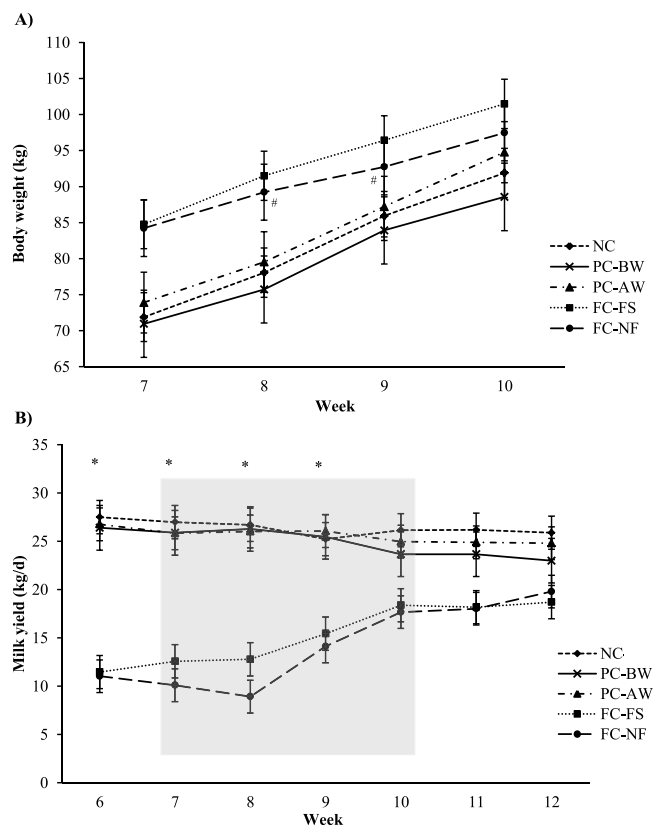 A)
110
105
100
95
90
85
80
75
70
65
Body weight (kg)
#
#
7 8 9 10
Week
NC
PC-BW
PC-AW
FC-FS
FC-NF
B)
35
30
25
20
15
10
5
0
Milk yield (kg/d)
* * * *
6 7 8 9 10 11 12
Week
NC
PC-BW
PC-AW
FC-FS
FC-NF